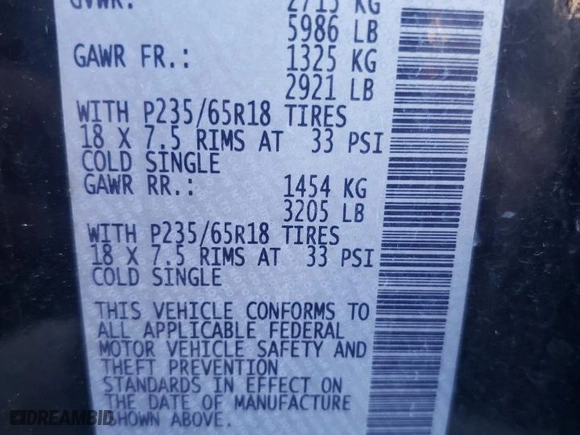 GVWR: 2715 KG
5986 LB
GAWR FR.: 1325 KG
2921 LB
WITH P235/65R18 TIRES
18 X 7.5 RIMS AT 33 PSI
COLD SINGLE
GAWR RR.: 1454 KG
3205 LB
WITH P235/65R18 TIRES
18 X 7.5 RIMS AT 33 PSI
COLD SINGLE
THIS VEHICLE CONFORMS TO
ALL APPLICABLE FEDERAL
MOTOR VEHICLE SAFETY AND
THEFT PREVENTION
STANDARDS IN EFFECT ON
THE DATE OF MANUFACTURE
SHOWN ABOVE.
DREAMBID